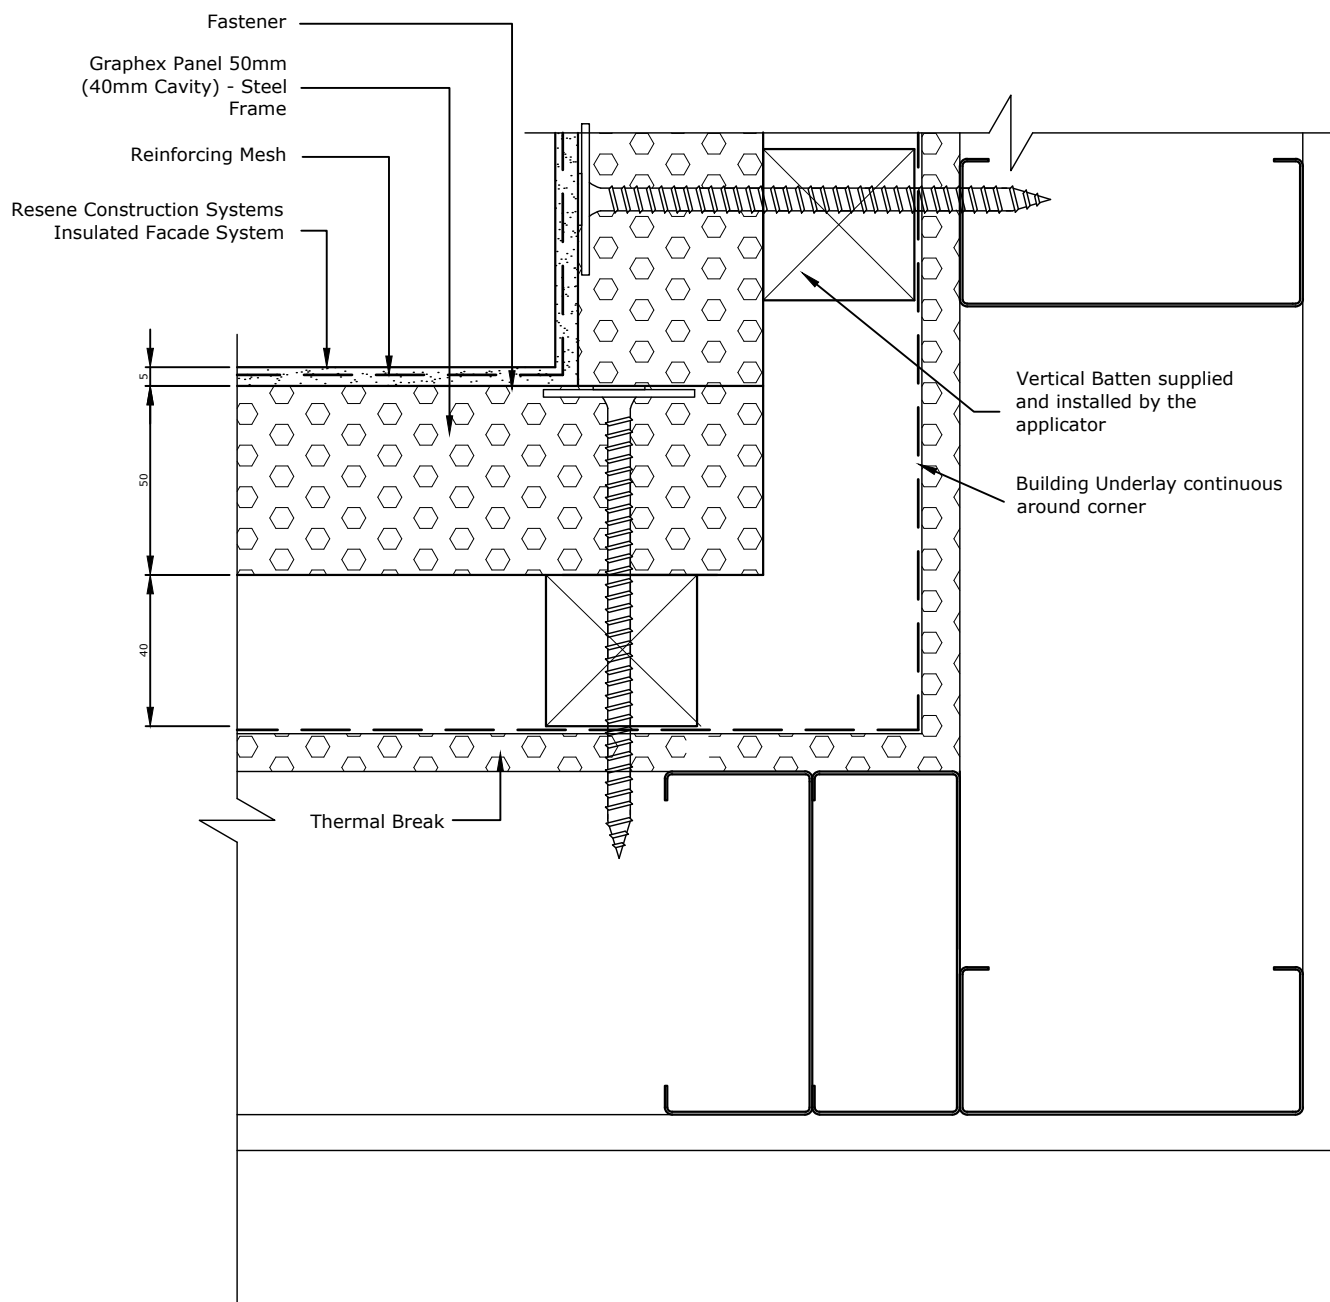 Fastener
Graphex Panel 50mm
(40mm Cavity) - Steel
Frame
Reinforcing Mesh
Resene Construction Systems
Insulated Facade System
5
50
40
Vertical Batten supplied
and installed by the
applicator
Building Underlay continuous
around corner
Thermal Break